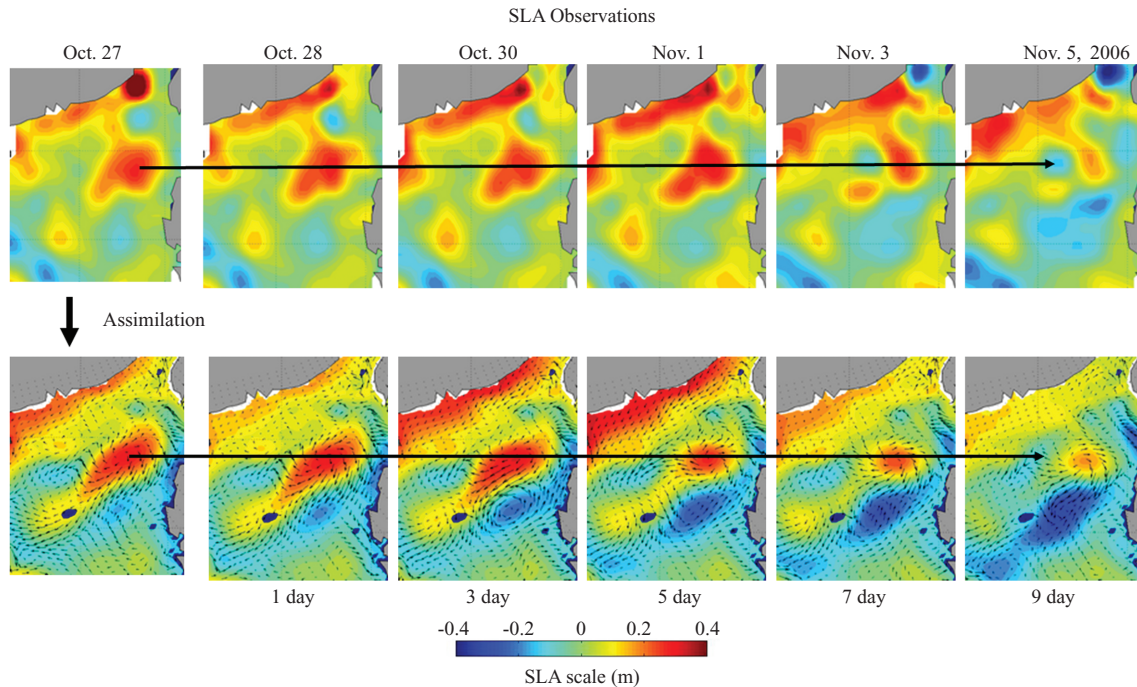 SLA Observations
Oct. 27
Oct. 28
Oct. 30
Nov. 1
Nov. 3
Nov. 5, 2006
Assimilation
1 day
3 day
5 day
7 day
9 day
-0.4
-0.2
0
0.2
0.4
SLA scale (m)